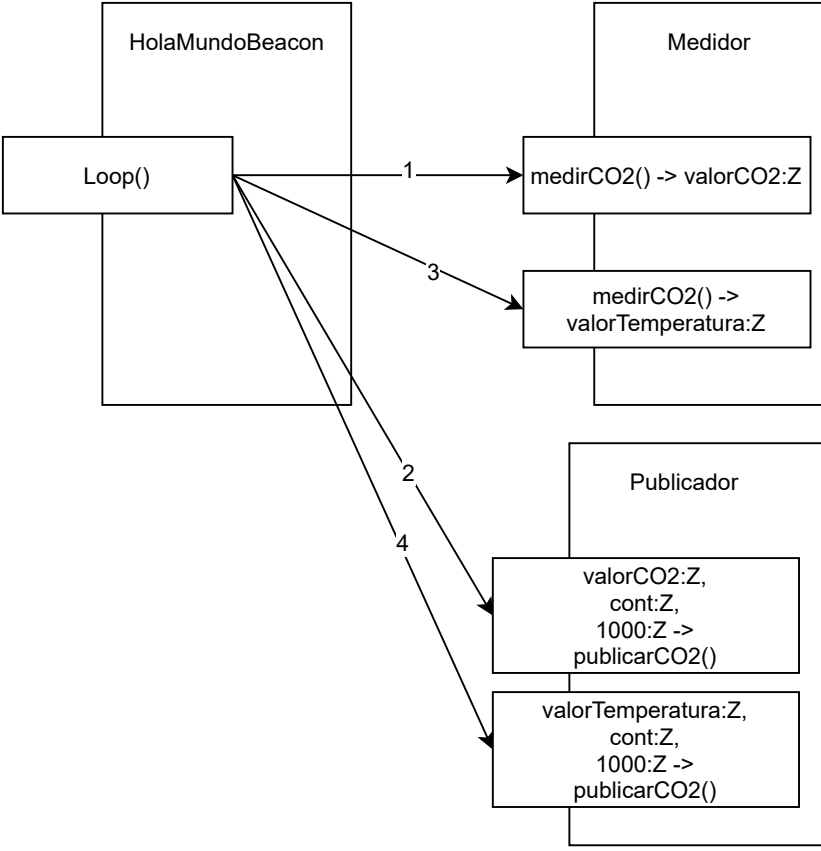 HolaMundoBeacon
Medidor
Loop()
1
medirCO2() -> valorCO2:Z
3
medirCO2() ->
valorTemperatura:Z
2
Publicador
4
valorCO2:Z,
cont:Z,
1000:Z ->
publicarCO2()
valorTemperatura:Z,
cont:Z,
1000:Z ->
publicarCO2()